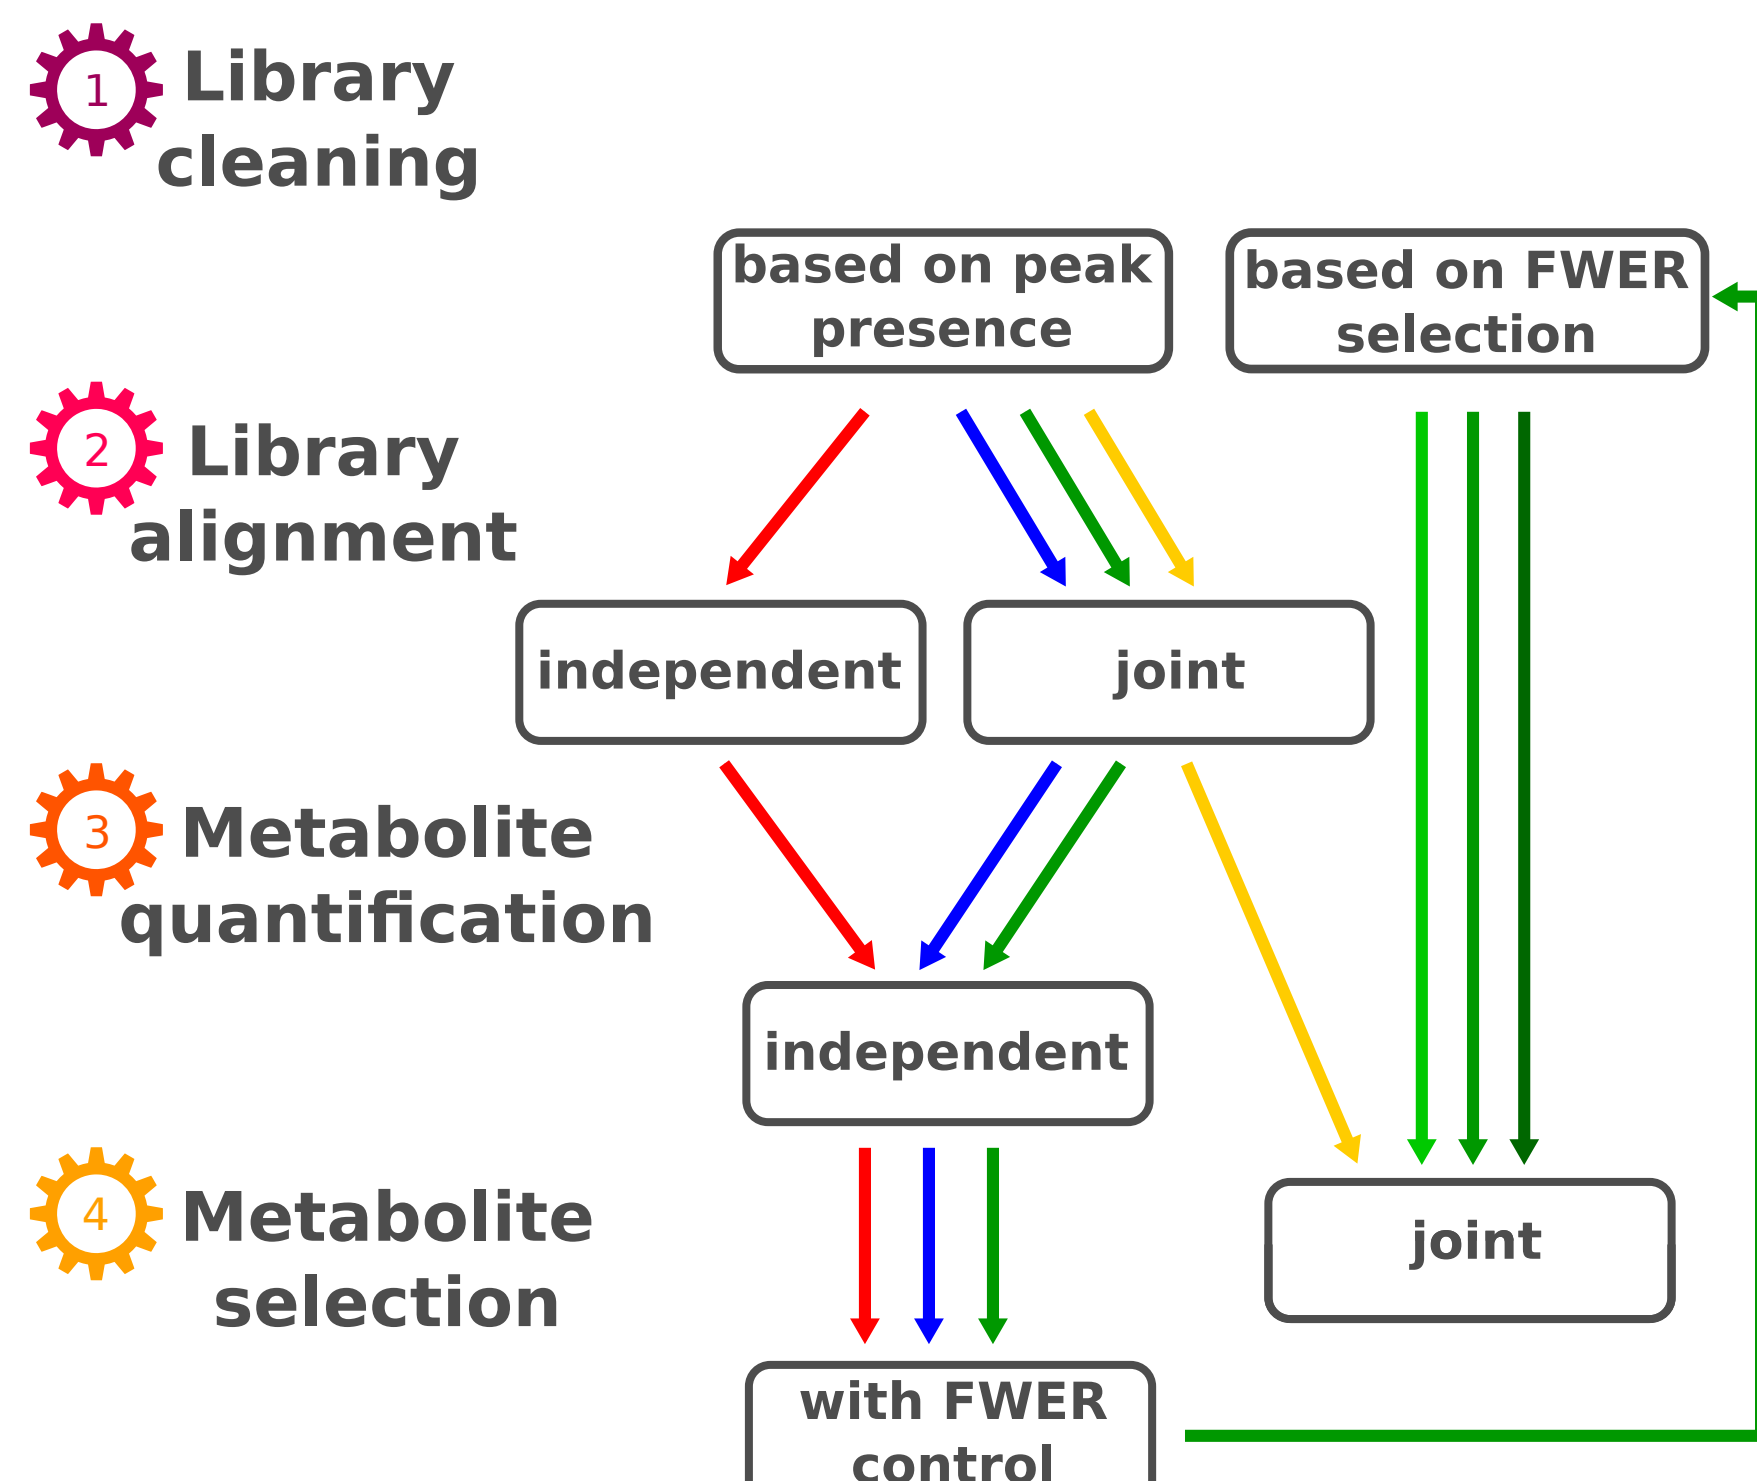 1 Library
cleaning
based on peak
presence
based on FWER
selection
2 Library
alignment
independent
joint
3 Metabolite
quantification
independent
4 Metabolite
selection
joint
with FWER
control